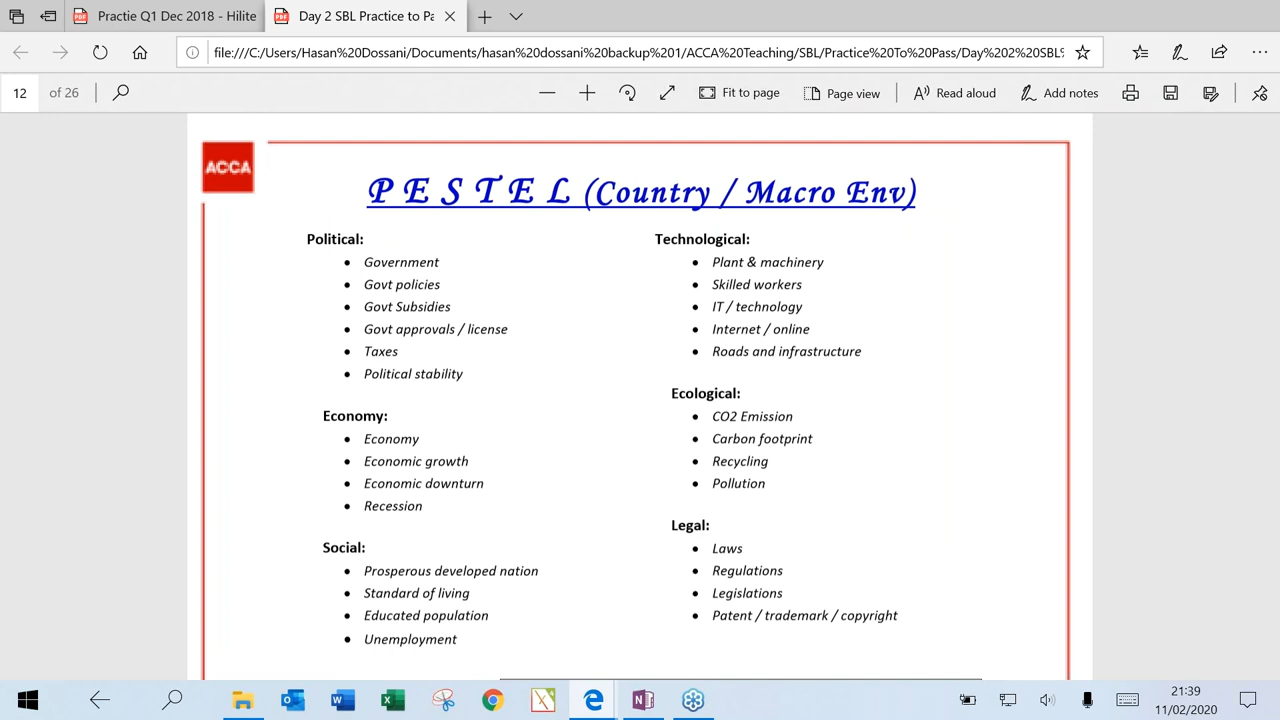 Practie Q1 Dec 2018 - Hilite
Day 2 SBL Practice to Pa
file:///C:/Users/Hasan%20Dossani/Documents/hasan%20dossani%20backup%201/ACCA%20Teaching/SBL/Practice%20To%20Pass/Day%202%20SBL%
12 of 26
Fit to page
Page view
Read aloud
Add notes
ACCA
P E S T E L (Country / Macro Env)
Political:
• Government
• Govt policies
• Govt Subsidies
• Govt approvals / license
• Taxes
• Political stability
Economy:
• Economy
• Economic growth
• Economic downturn
• Recession
Social:
• Prosperous developed nation
• Standard of living
• Educated population
• Unemployment
Technological:
• Plant & machinery
• Skilled workers
• IT / technology
• Internet / online
• Roads and infrastructure
Ecological:
• CO2 Emission
• Carbon footprint
• Recycling
• Pollution
Legal:
• Laws
• Regulations
• Legislations
• Patent / trademark / copyright
21:39
11/02/2020